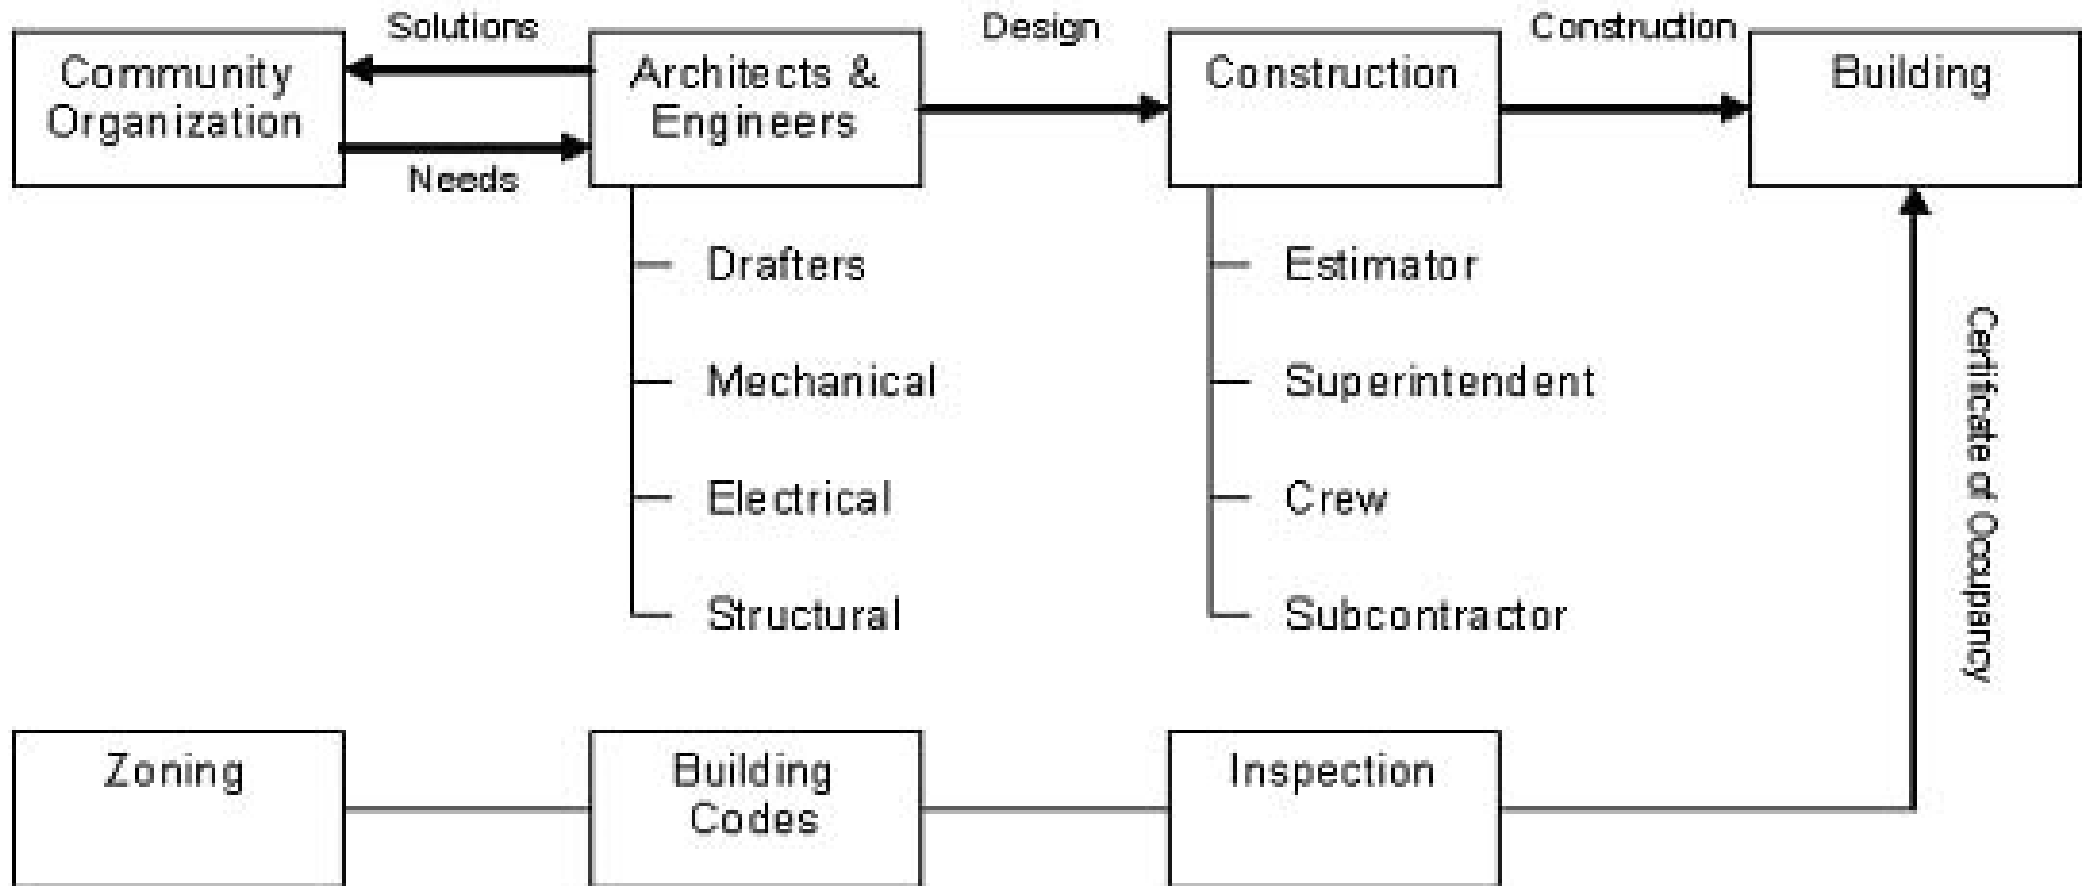 Solutions
Design
Construction
Community
Organization
Architects &
Engineers
Construction
Building
Needs
Drafters
Estimator
Mechanical
Superintendent
Electrical
Crew
Structural
Subcontractor
Certificate of Occupancy
Zoning
Building
Codes
Inspection